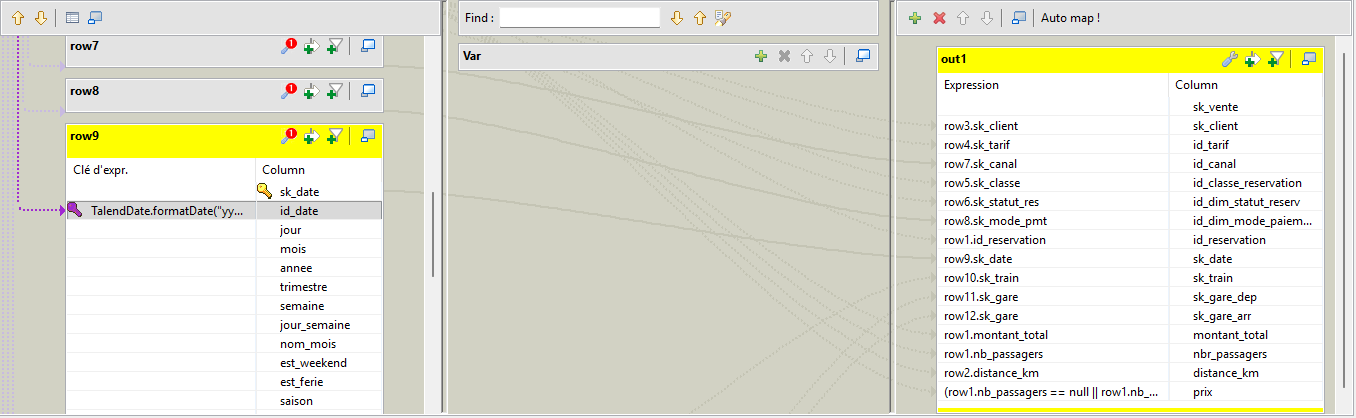 Find :
Auto map !
row7
1
row8
1
row9
1
Clé d'expr. Column
sk_date
TalendDate.formatDate("yy... id_date
jour
mois
annee
trimestre
semaine
jour_semaine
nom_mois
est_weekend
est_ferie
saison
Var
out1
Expression Column
sk_vente
row3.sk_client sk_client
row4.sk_tarif id_tarif
row7.sk_canal id_canal
row5.sk_classe id_classe_reservation
row6.sk_statut_res id_dim_statut_reserv
row8.sk_mode_pmt id_dim_mode_paiem...
row1.id_reservation id_reservation
row9.sk_date sk_date
row10.sk_train sk_train
row11.sk_gare sk_gare_dep
row12.sk_gare sk_gare_arr
row1.montant_total montant_total
row1.nb_passagers nbr_passagers
row2.distance_km distance_km
(row1.nb_passagers == null || row1.nb_... prix